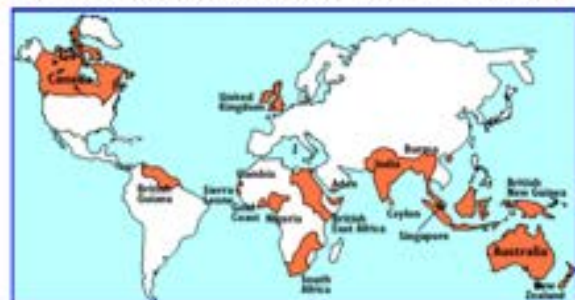 Canada
United
Kingdom
Burma
India
Gambia
Aden
British
New Guinea
British
Guiana
Sierra
Leone
Gold
Coast
Nigeria
British
East Africa
Ceylon
Singapore
Australia
South
Africa
New
Zealand